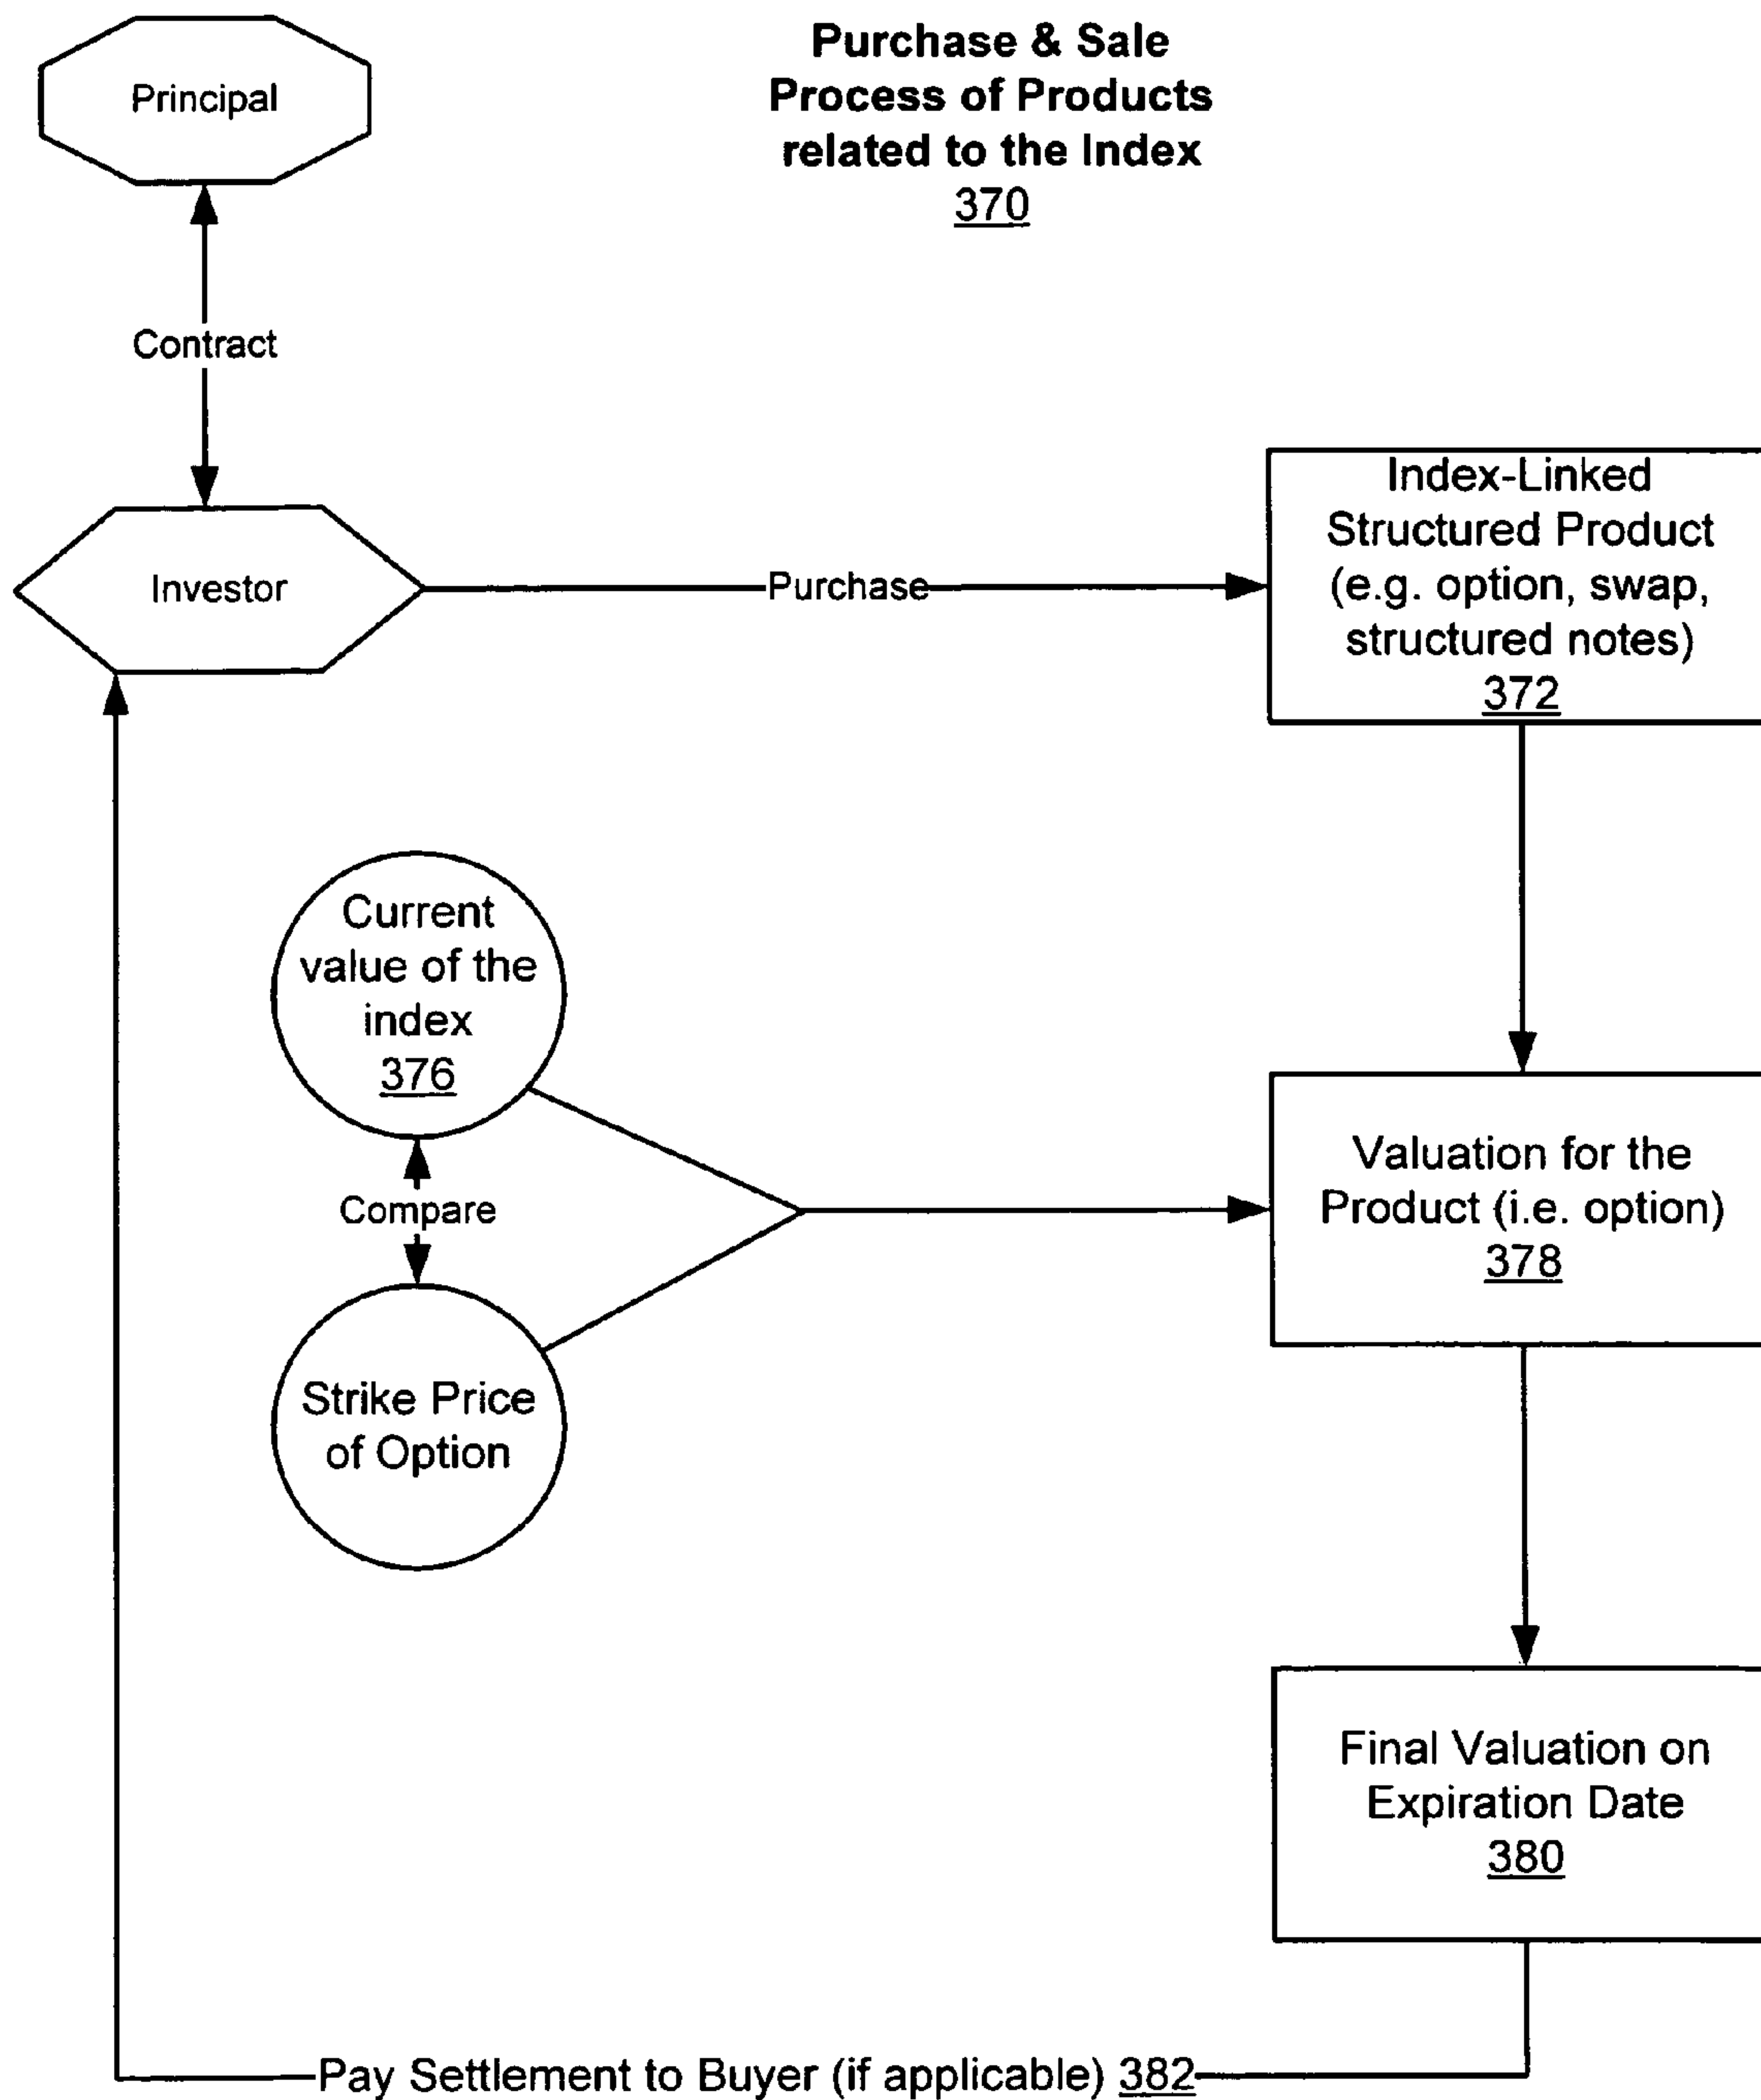 Principal
Purchase & Sale
Process of Products
related to the Index
370
Contract
Investor
Purchase
Index-Linked
Structured Product
(e.g. option, swap,
structured notes)
372
Current
value of the
index
376
Compare
Strike Price
of Option
Valuation for the
Product (i.e. option)
378
Final Valuation on
Expiration Date
380
Pay Settlement to Buyer (if applicable) 382